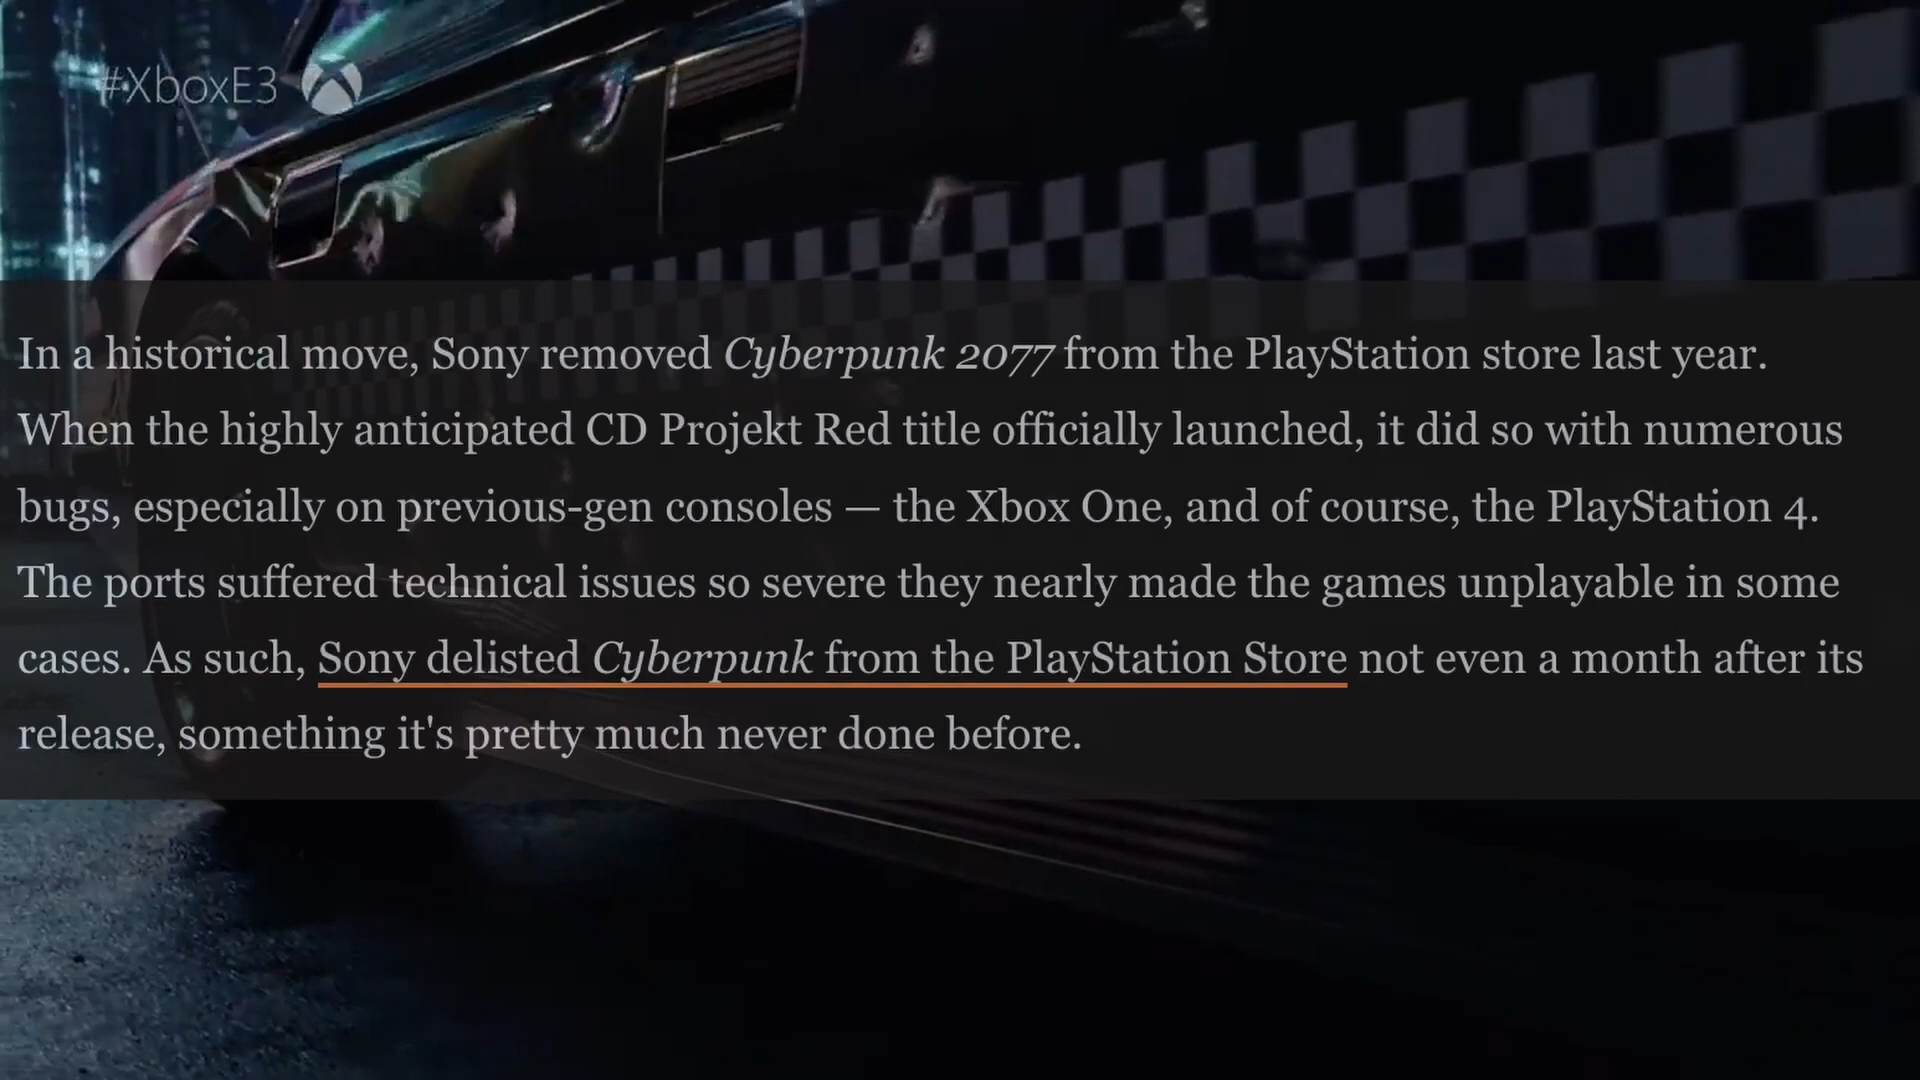 #XboxE3
In a historical move, Sony removed Cyberpunk 2077 from the PlayStation store last year.
When the highly anticipated CD Projekt Red title officially launched, it did so with numerous
bugs, especially on previous-gen consoles — the Xbox One, and of course, the PlayStation 4.
The ports suffered technical issues so severe they nearly made the games unplayable in some
cases. As such, Sony delisted Cyberpunk from the PlayStation Store not even a month after its
release, something it's pretty much never done before.